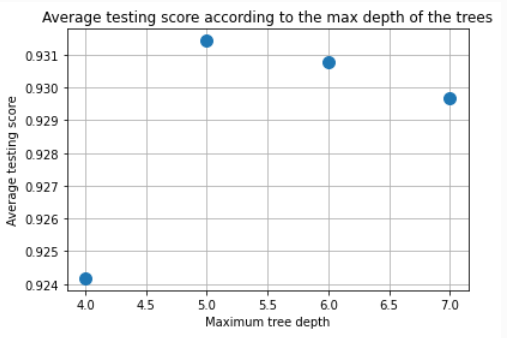 Average testing score according to the max depth of the trees
Average testing score
0.931
0.930
0.929
0.928
0.927
0.926
0.925
0.924
4.0 4.5 5.0 5.5 6.0 6.5 7.0
Maximum tree depth